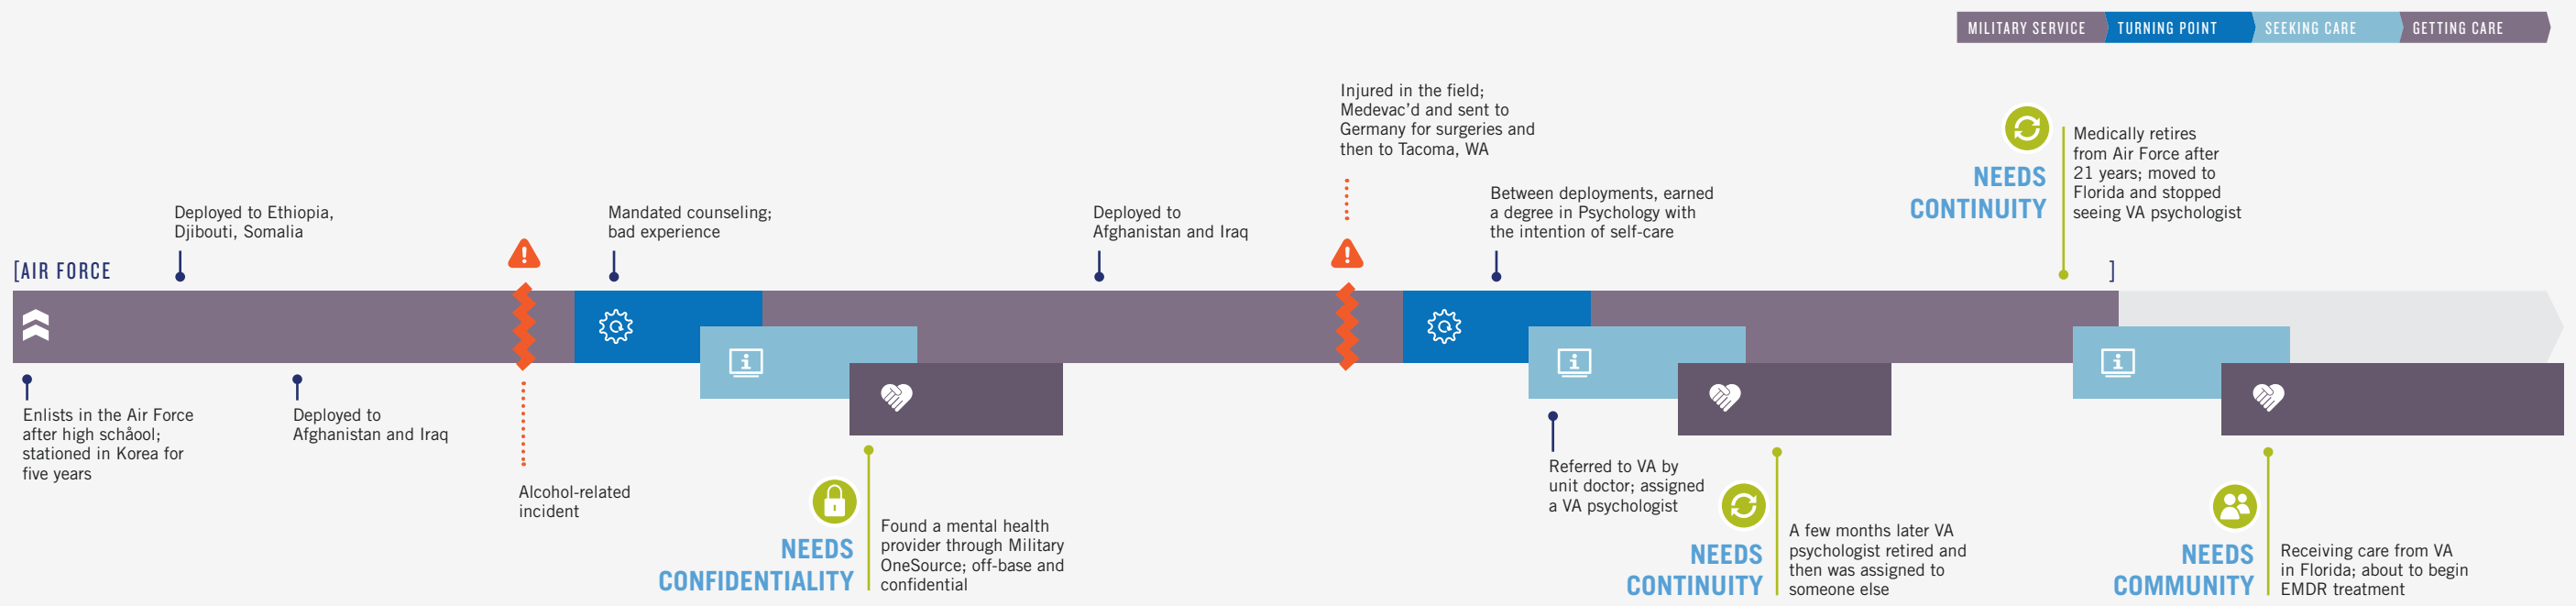 MILITARY SERVICE
TURNING POINT
SEEKING CARE
GETTING CARE
Injured in the field;
Medevac’d and sent to
Germany for surgeries and
then to Tacoma, WA
NEEDS
CONTINUITY
Medically retires
from Air Force after
21 years; moved to
Florida and stopped
seeing VA psychologist
Deployed to Ethiopia,
Djibouti, Somalia
Mandated counseling;
bad experience
Deployed to
Afghanistan and Iraq
Between deployments, earned
a degree in Psychology with
the intention of self-care
[AIR FORCE
]
Enlists in the Air Force
after high schåool;
stationed in Korea for
five years
Deployed to
Afghanistan and Iraq
Alcohol-related
incident
NEEDS
CONFIDENTIALITY
Found a mental health
provider through Military
OneSource; off-base and
confidential
Referred to VA by
unit doctor; assigned
a VA psychologist
NEEDS
CONTINUITY
A few months later VA
psychologist retired and
then was assigned to
someone else
NEEDS
COMMUNITY
Receiving care from VA
in Florida; about to begin
EMDR treatment